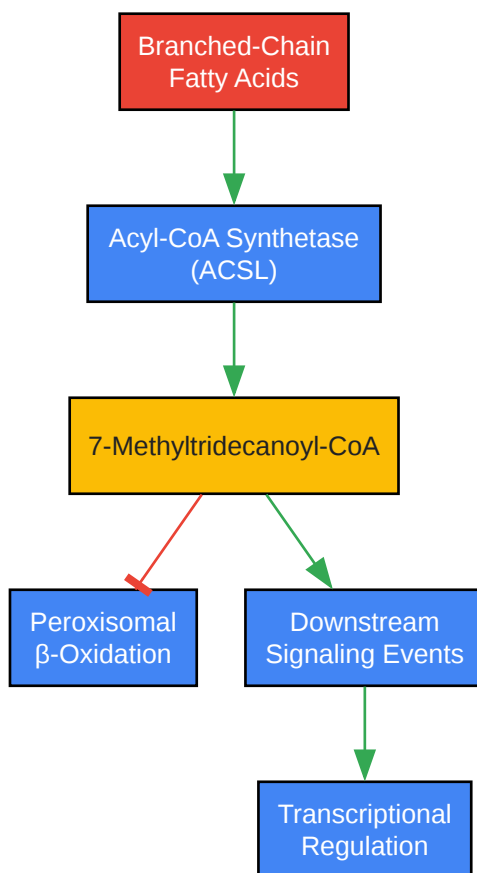 Branched-Chain
Fatty Acids
Acyl-CoA Synthetase
(ACSL)
7-Methyltridecanoyl-CoA
Peroxisomal
β-Oxidation
Downstream
Signaling Events
Transcriptional
Regulation